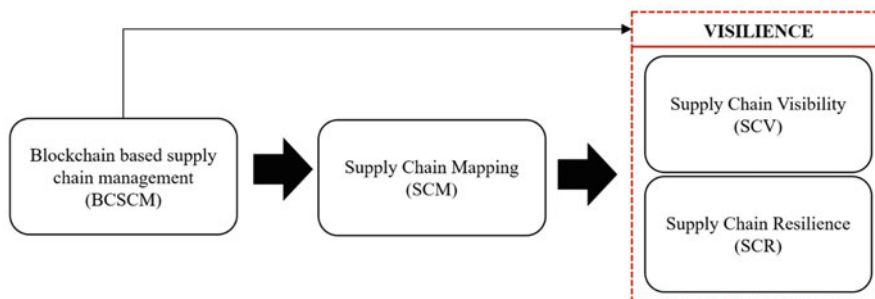 VISILIENCE
Supply Chain Visibility
(SCV)
Blockchain based supply
chain management
(BCSCM)
Supply Chain Mapping
(SCM)
Supply Chain Resilience
(SCR)